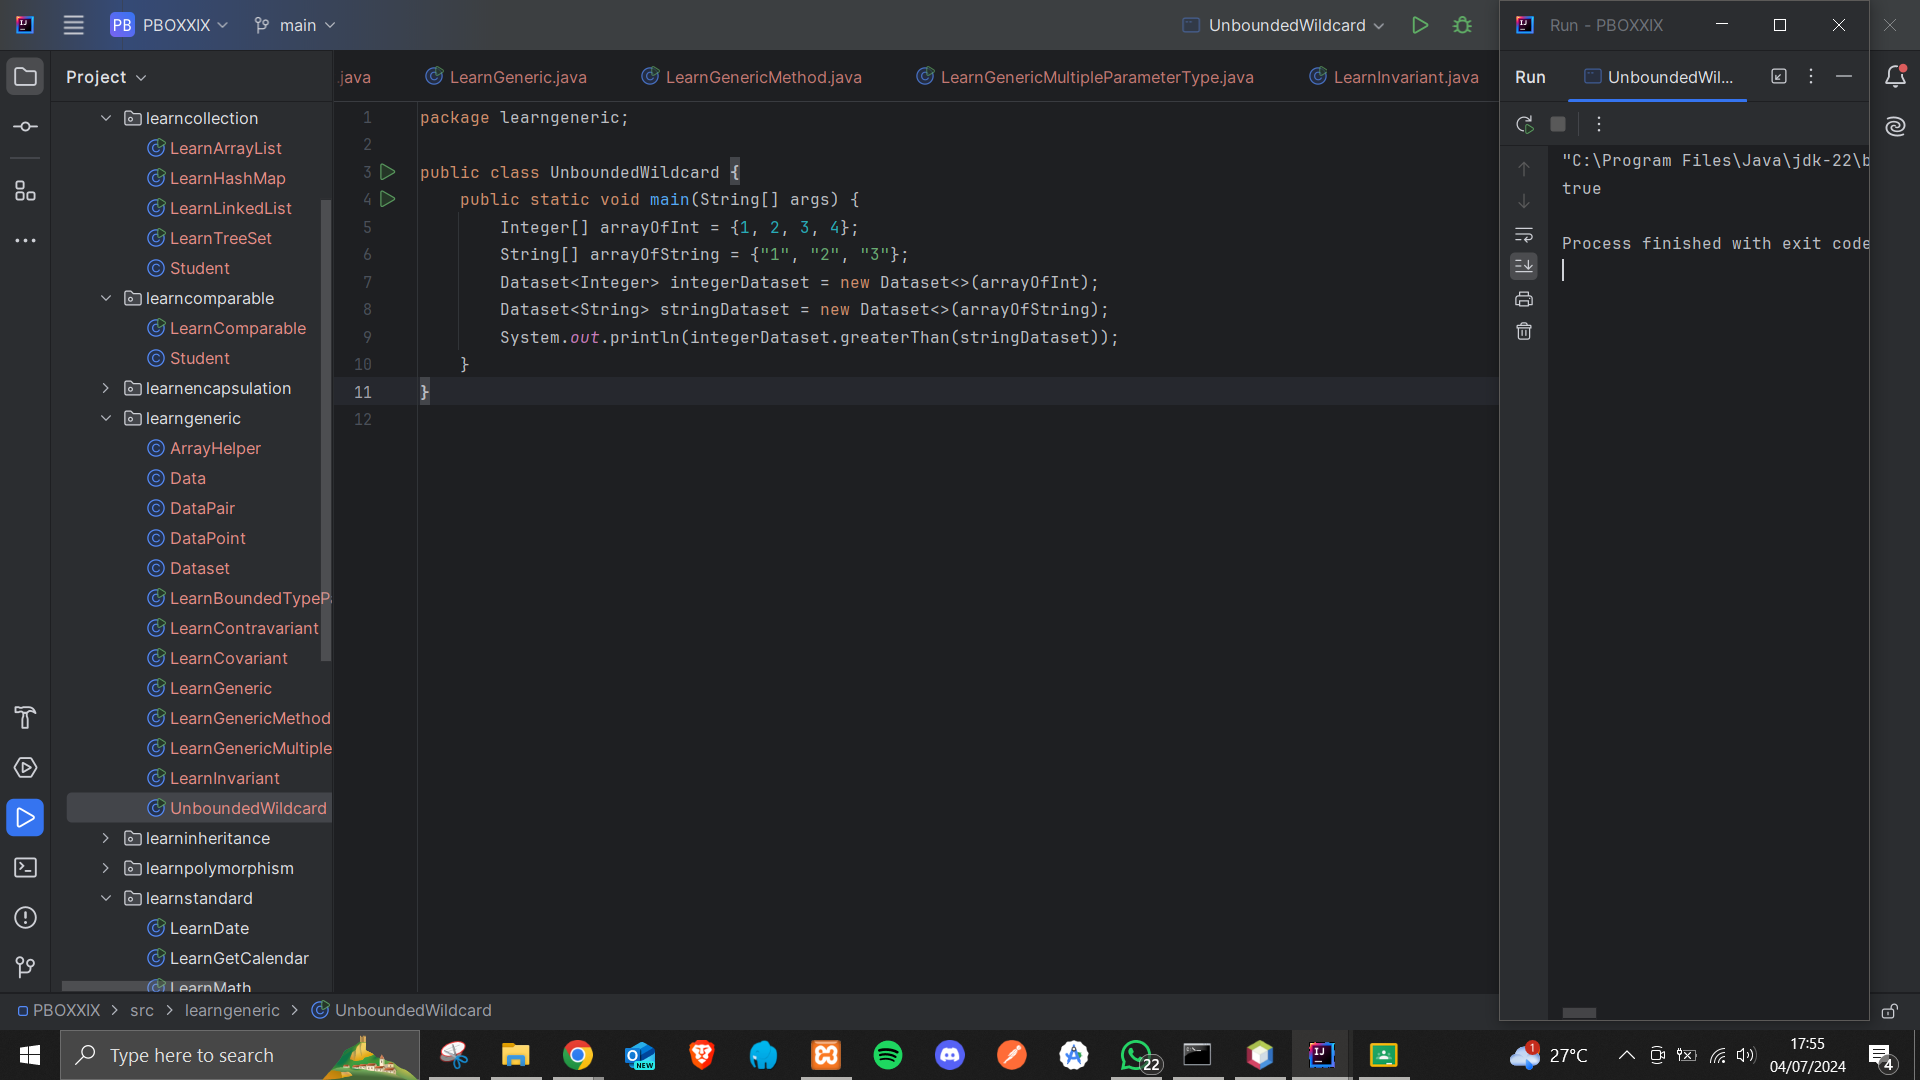 PB PBOXXIX main UnboundedWildcard
Run - PBOXXIX
Project
.java LearnGeneric.java LearnGenericMethod.java LearnGenericMultipleParameterType.java LearnInvariant.java
Run UnboundedWil...
learncollection
LearnArrayList
LearnHashMap
LearnLinkedList
LearnTreeSet
Student
learncomparable
LearnComparable
Student
learnencapsulation
learngeneric
ArrayHelper
Data
DataPair
DataPoint
Dataset
LearnBoundedTypePa
LearnContravariant
LearnCovariant
LearnGeneric
LearnGenericMethod
LearnGenericMultiple
LearnInvariant
UnboundedWildcard
learninheritance
learnpolymorphism
learnstandard
LearnDate
LearnGetCalendar
LearnMath
1 package learngeneric;
2
3 public class UnboundedWildcard {
4 public static void main(String[] args) {
5 Integer[] arrayOfInt = {1, 2, 3, 4};
6 String[] arrayOfString = {"1", "2", "3"};
7 Dataset<Integer> integerDataset = new Dataset<>(arrayOfInt);
8 Dataset<String> stringDataset = new Dataset<>(arrayOfString);
9 System.out.println(integerDataset.greaterThan(stringDataset));
10 }
11 }
12
"C:\Program Files\Java\jdk-22\b
true
Process finished with exit code
PBOXXIX > src > learngeneric > UnboundedWildcard
Type here to search
NEW
22
IJ
1
27°C
17:55
04/07/2024
4